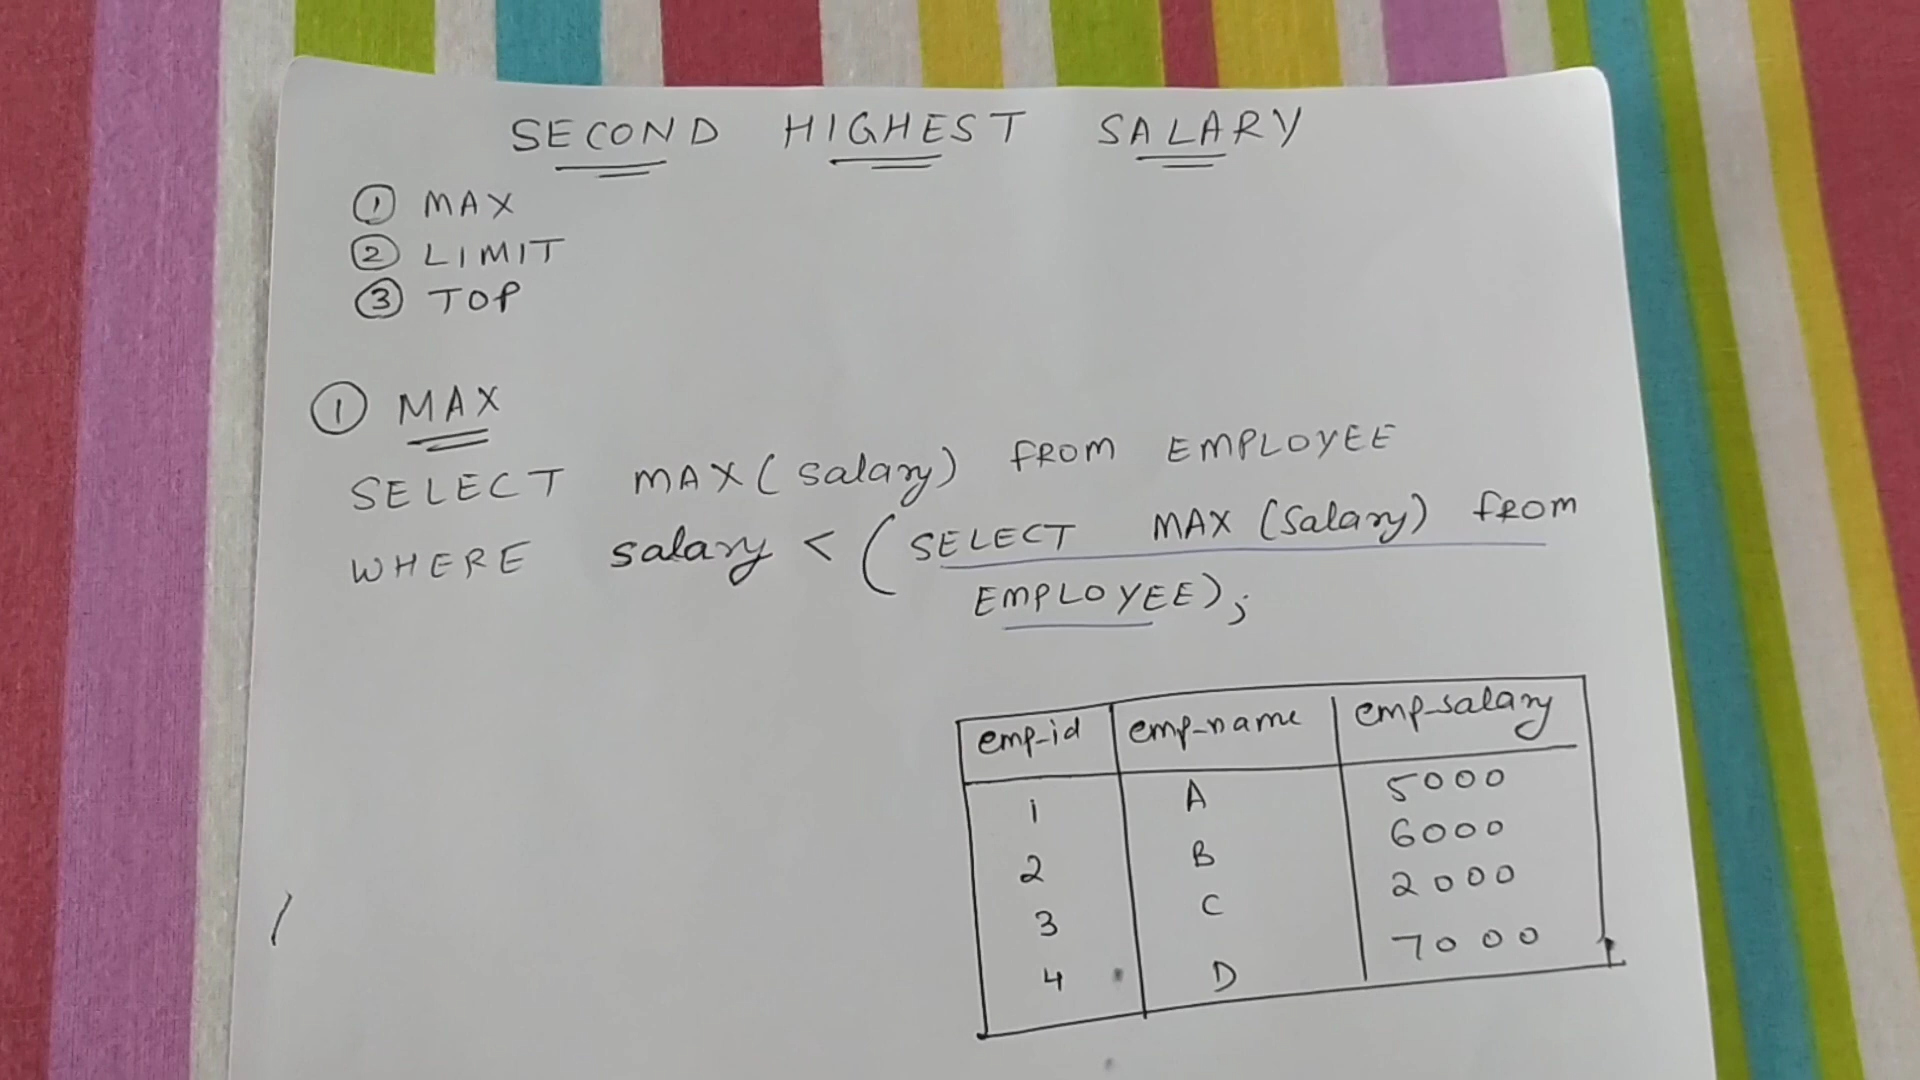 SECOND HIGHEST SALARY
① MAX
② LIMIT
③ TOP
① MAX
SELECT MAX(salary) FROM EMPLOYEE
WHERE salary < (SELECT MAX (Salary) FROM
EMPLOYEE);
emp-id emp-name emp-salary
1 A 5000
2 B 6000
3 C 2000
4 D 7000